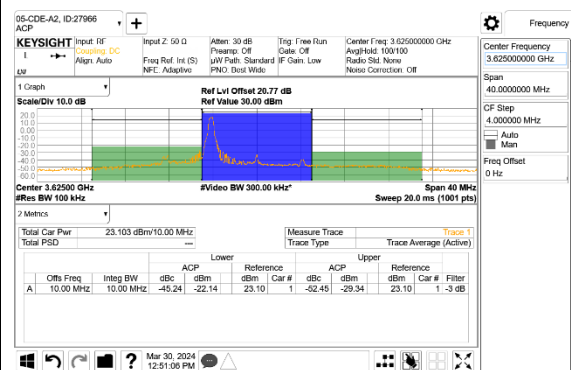 05-CDE-A2, ID:27966
ACP
Frequency
KEYSIGHT
Input: RF
Coupling: DC
Align: Auto
Input Z: 50 Ω
Freq Ref: Int (S)
NFE: Adaptive
Atten: 30 dB
Preamp: Off
µW Path: Standard
PNO: Best Wide
Trig: Free Run
Gate: Off
IF Gain: Low
Center Freq: 3.625000000 GHz
Avg|Hold: 100/100
Radio Std: None
Noise Correction: Off
L
Center Frequency
3.625000000 GHz
Span
40.0000000 MHz
CF Step
4.000000 MHz
Auto
Man
Freq Offset
0 Hz
1 Graph
Scale/Div 10.0 dB
Ref Lvl Offset 20.77 dB
Ref Value 30.00 dBm
20.0
10.0
0.00
-10.0
-20.0
-30.0
-40.0
-50.0
-60.0
Center 3.62500 GHz
#Res BW 100 kHz
#Video BW 300.00 kHz*
Span 40 MHz
Sweep 20.0 ms (1001 pts)
2 Metrics
Total Car Pwr 23.103 dBm/10.00 MHz
Total PSD ---
Measure Trace Trace 1
Trace Type Trace Average (Active)
Lower Upper
ACP Reference ACP Reference
Offs Freq Integ BW dBc dBm dBm Car # dBc dBm dBm Car # Filter
A 10.00 MHz 10.00 MHz -45.24 -22.14 23.10 1 -52.45 -29.34 23.10 1 -3 dB
?
Mar 30, 2024
12:51:06 PM